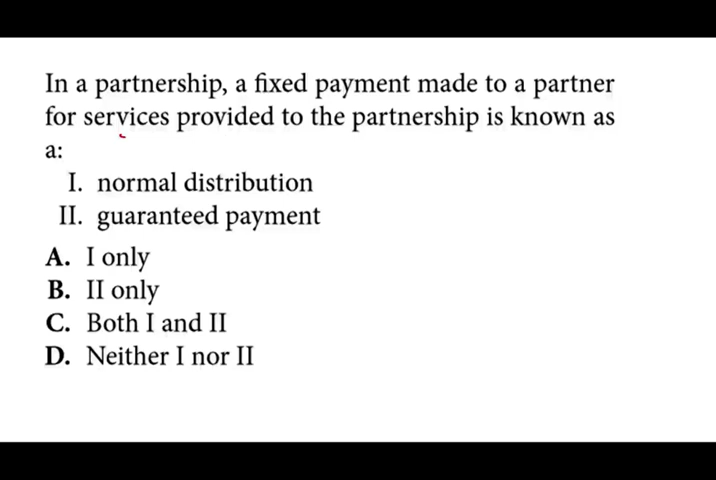 In a partnership, a fixed payment made to a partner
for services provided to the partnership is known as
a:
I. normal distribution
II. guaranteed payment
A. I only
B. II only
C. Both I and II
D. Neither I nor II